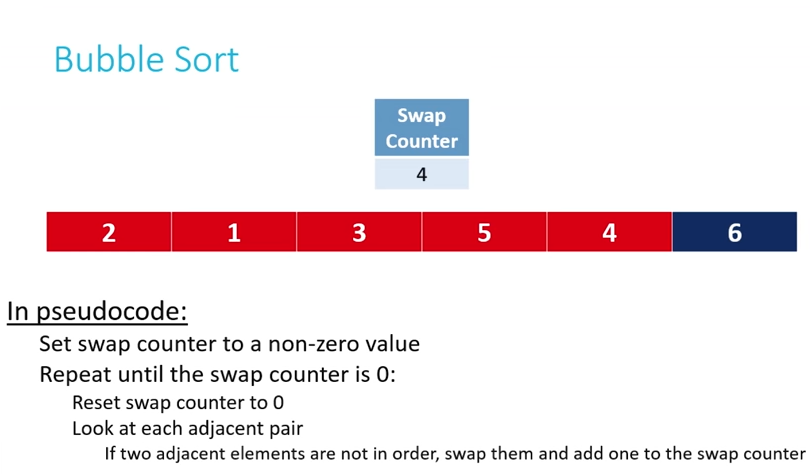 Bubble Sort
Swap
Counter
4
2 1 3 5 4 6
In pseudocode:
Set swap counter to a non-zero value
Repeat until the swap counter is 0:
Reset swap counter to 0
Look at each adjacent pair
If two adjacent elements are not in order, swap them and add one to the swap counter